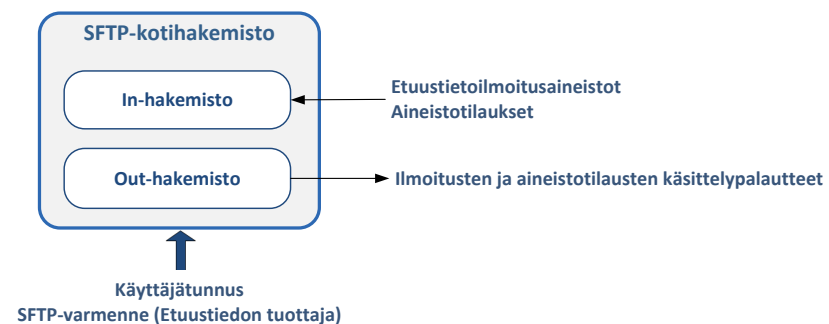 SFTP-kotihakemisto
In-hakemisto
Etuustietoilmoitusaineistot
Aineistotilaukset
Out-hakemisto
Ilmoitusten ja aineistotilausten käsittelypalautteet
Käyttäjätunnus
SFTP-varmenne (Etuustiedon tuottaja)